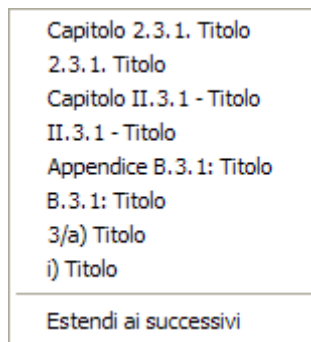 Capitolo 2.3.1. Titolo
2.3.1. Titolo
Capitolo II.3.1 - Titolo
II.3.1 - Titolo
Appendice B.3.1: Titolo
B.3.1: Titolo
3/a) Titolo
i) Titolo
Estendi ai successivi